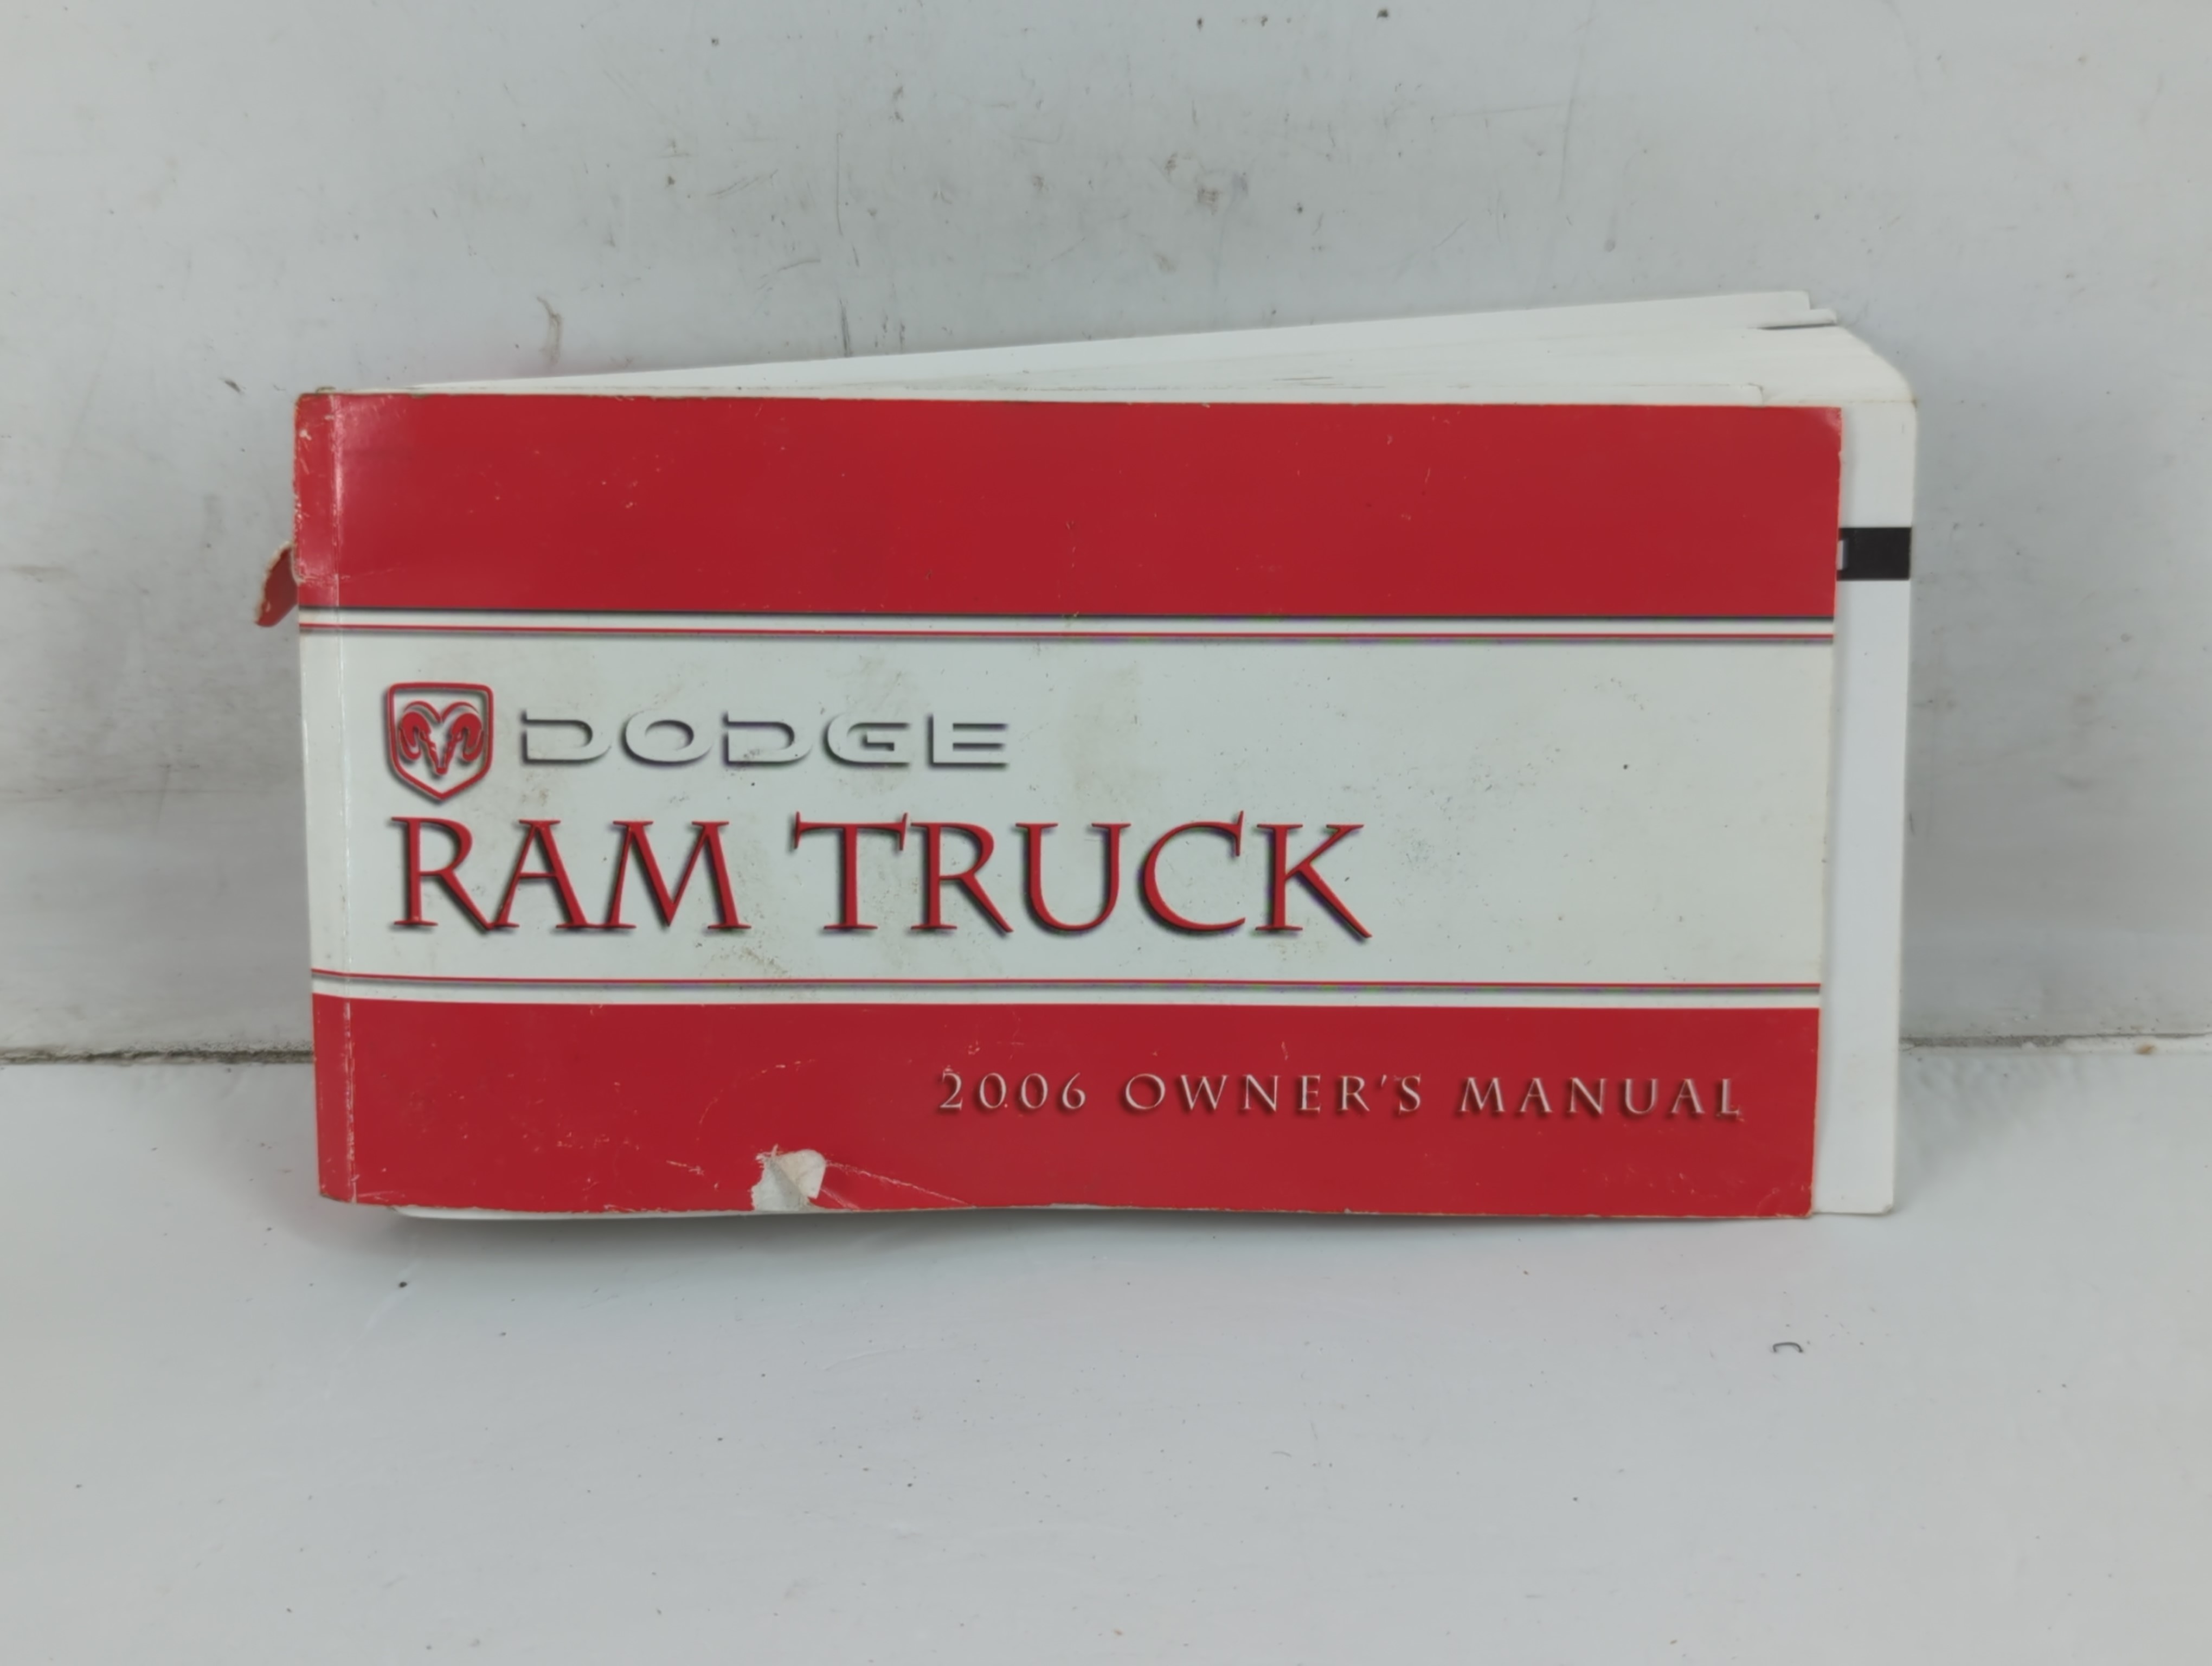 DODGE
RAM TRUCK
2006 OWNER'S MANUAL